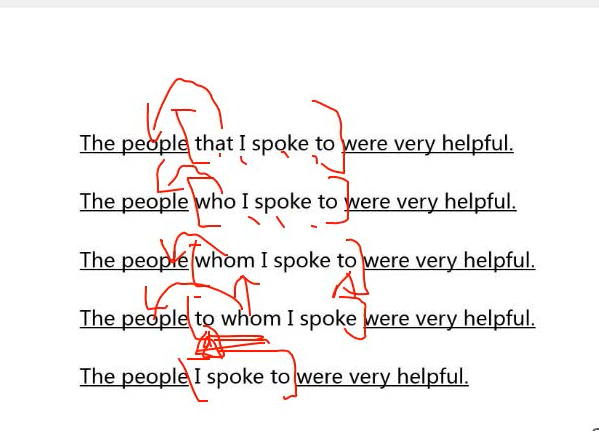 The people that I spoke to were very helpful.
The people who I spoke to were very helpful.
The people whom I spoke to were very helpful.
The people to whom I spoke were very helpful.
The people I spoke to were very helpful.